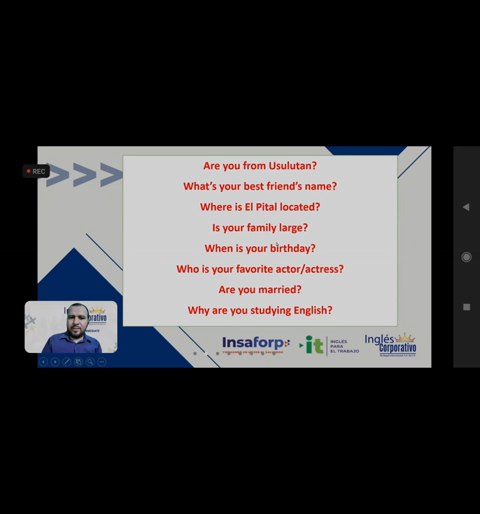 REC
Are you from Usulutan?
What's your best friend's name?
Where is El Pital located?
Is your family large?
When is your birthday?
Who is your favorite actor/actress?
Are you married?
Why are you studying English?
Insaforp
it
INGLÉS
PARA
EL TRABAJO
Inglés
Corporativo